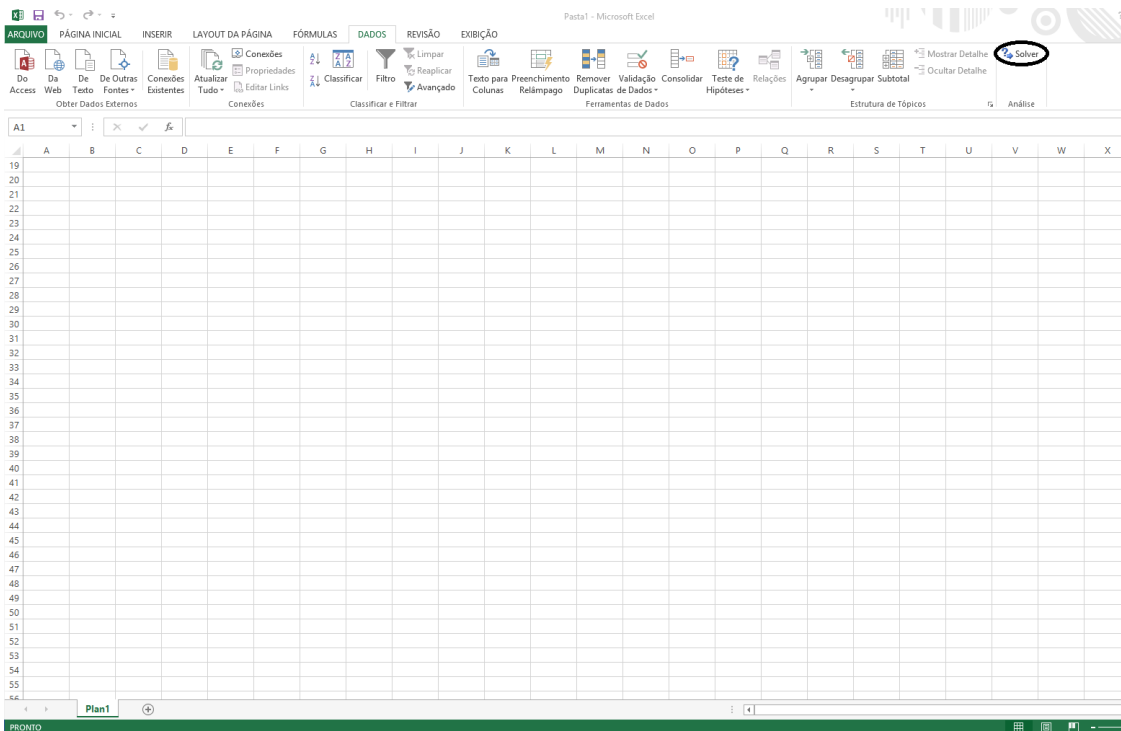 Pasta1 - Microsoft Excel
ARQUIVO PÁGINA INICIAL INSERIR LAYOUT DA PÁGINA FÓRMULAS DADOS REVISÃO EXIBIÇÃO
Do Access
Da Web
De Texto
De Outras Fontes
Conexões Existentes
Obter Dados Externos
Atualizar Tudo
Conexões
Propriedades
Editar Links
Conexões
Classificar
Filtro
Limpar
Reaplicar
Avançado
Classificar e Filtrar
Texto para Colunas
Preenchimento Relâmpago
Remover Duplicatas
Validação de Dados
Consolidar
Teste de Hipóteses
Relações
Ferramentas de Dados
Agrupar
Desagrupar
Subtotal
Mostrar Detalhe
Ocultar Detalhe
Estrutura de Tópicos
Solver
Análise
A1 fx
A B C D E F G H I J K L M N O P Q R S T U V W X
19
20
21
22
23
24
25
26
27
28
29
30
31
32
33
34
35
36
37
38
39
40
41
42
43
44
45
46
47
48
49
50
51
52
53
54
55
56
Plan1
PRONTO